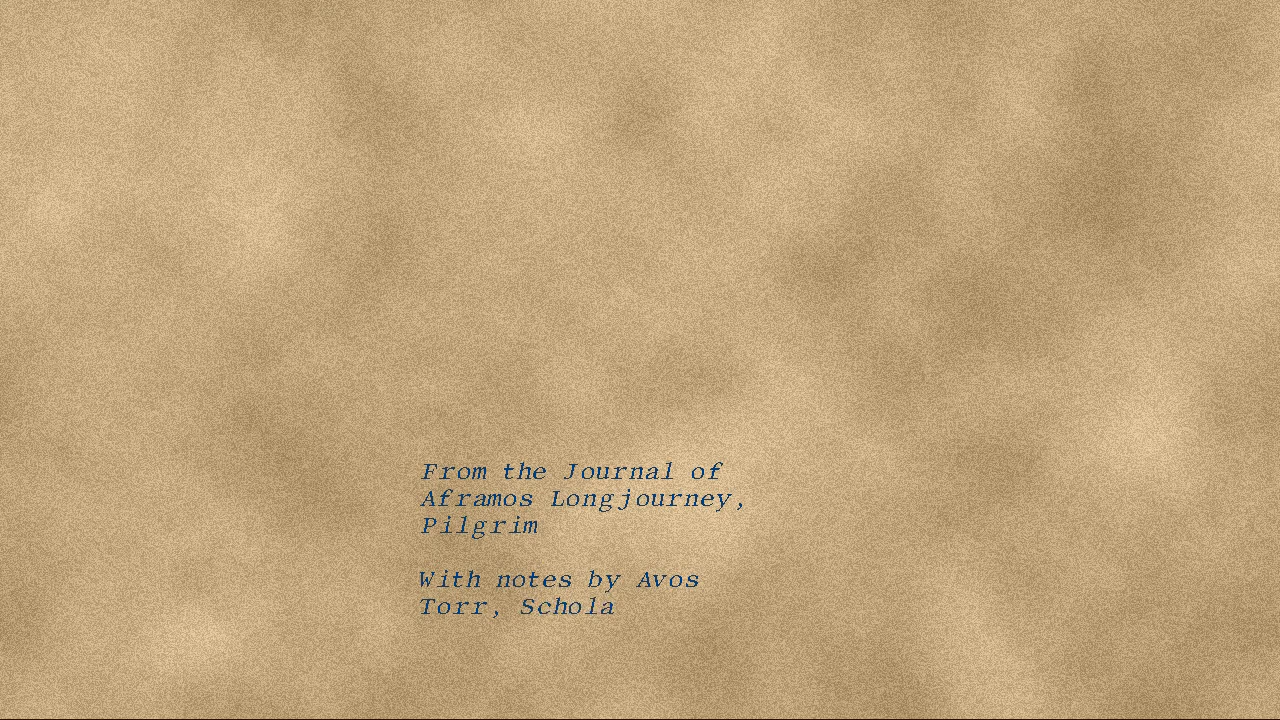 From the Journal of
Aframos Longjourney,
Pilgrim
With notes by Avos
Torr, Schola